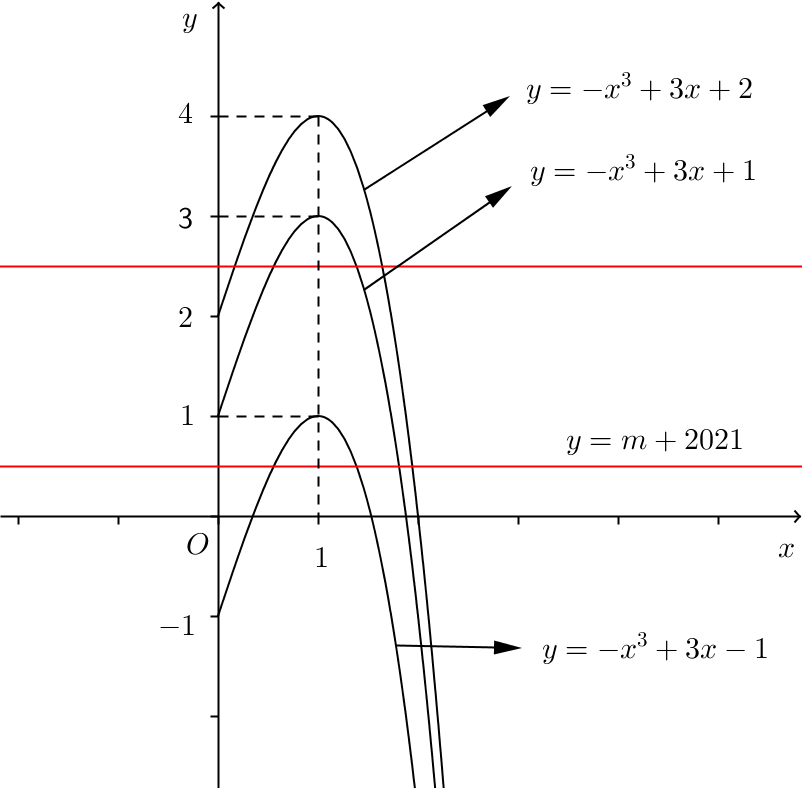 y
y = −x³ + 3x + 2
4
y = −x³ + 3x + 1
3
2
y = m + 2021
1
O
1
x
−1
y = −x³ + 3x − 1